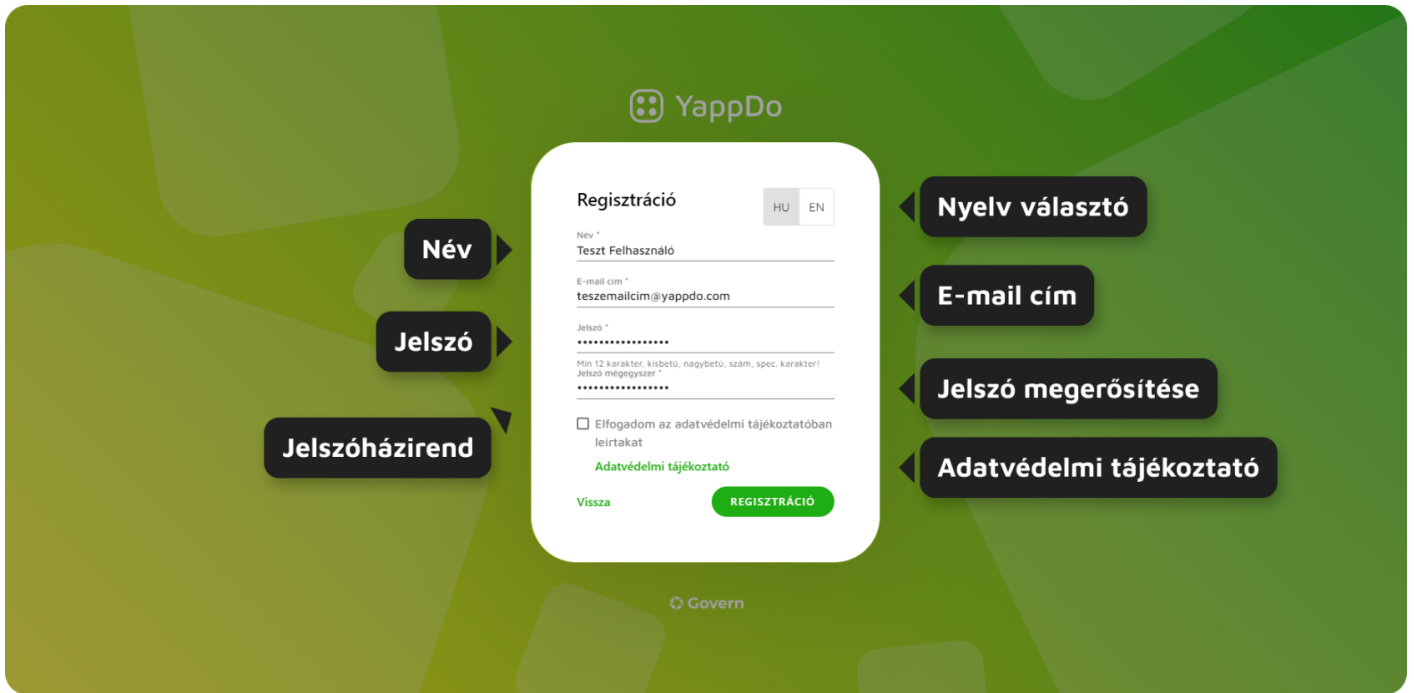 YappDo
Regisztráció
HU EN
Nyelv választó
Név
Név *
Teszt Felhasználó
E-mail cím *
teszemailcim@yappdo.com
E-mail cím
Jelszó
Jelszó *
•••••••••••••••••
Min 12 karakter, kisbetű, nagybetű, szám, spec. karakter!
Jelszó mégegyszer *
•••••••••••••••••
Jelszó megerősítése
Jelszóházirend
Elfogadom az adatvédelmi tájékoztatóban
leírtakat
Adatvédelmi tájékoztató
Adatvédelmi tájékoztató
Vissza
REGISZTRÁCIÓ
Govern